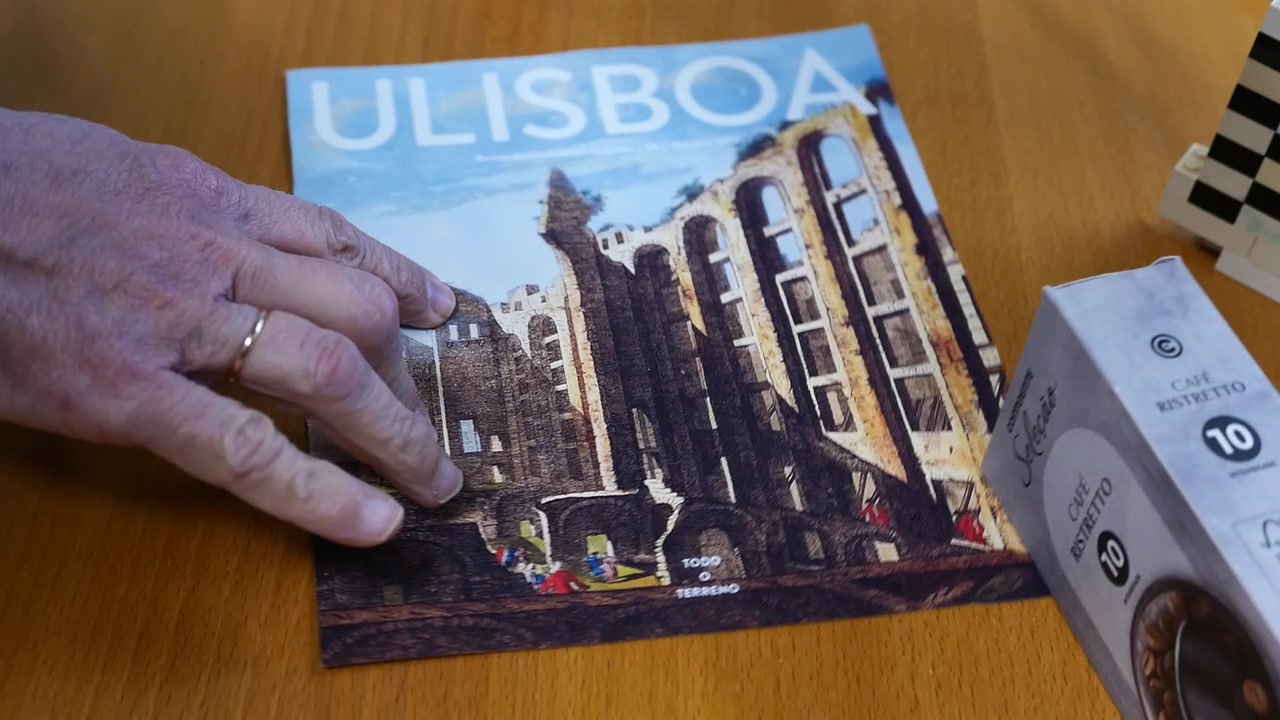 ULISBOA
TODO
O
TERRENO
Seleção
CAFÉ
RISTRETTO
10
©
CAFÉ
RISTRETTO
10